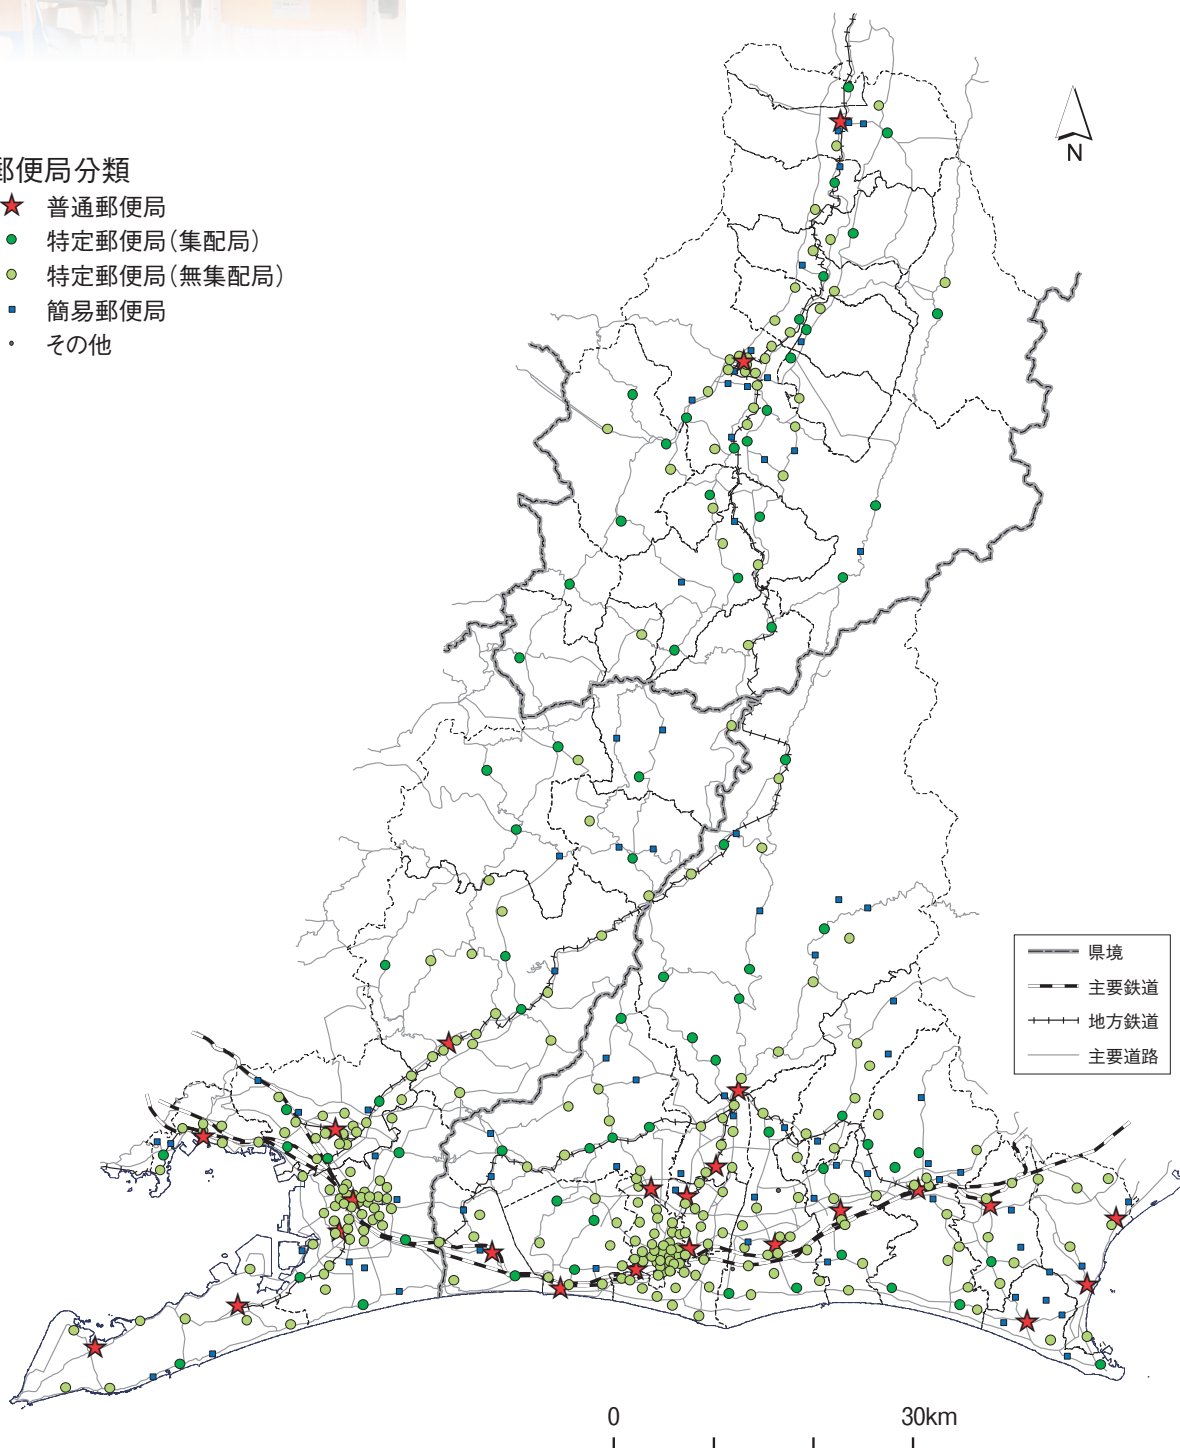 郵便局分類
普通郵便局
特定郵便局(集配局)
特定郵便局(無集配局)
簡易郵便局
その他
N
県境
主要鉄道
地方鉄道
主要道路
0 30km